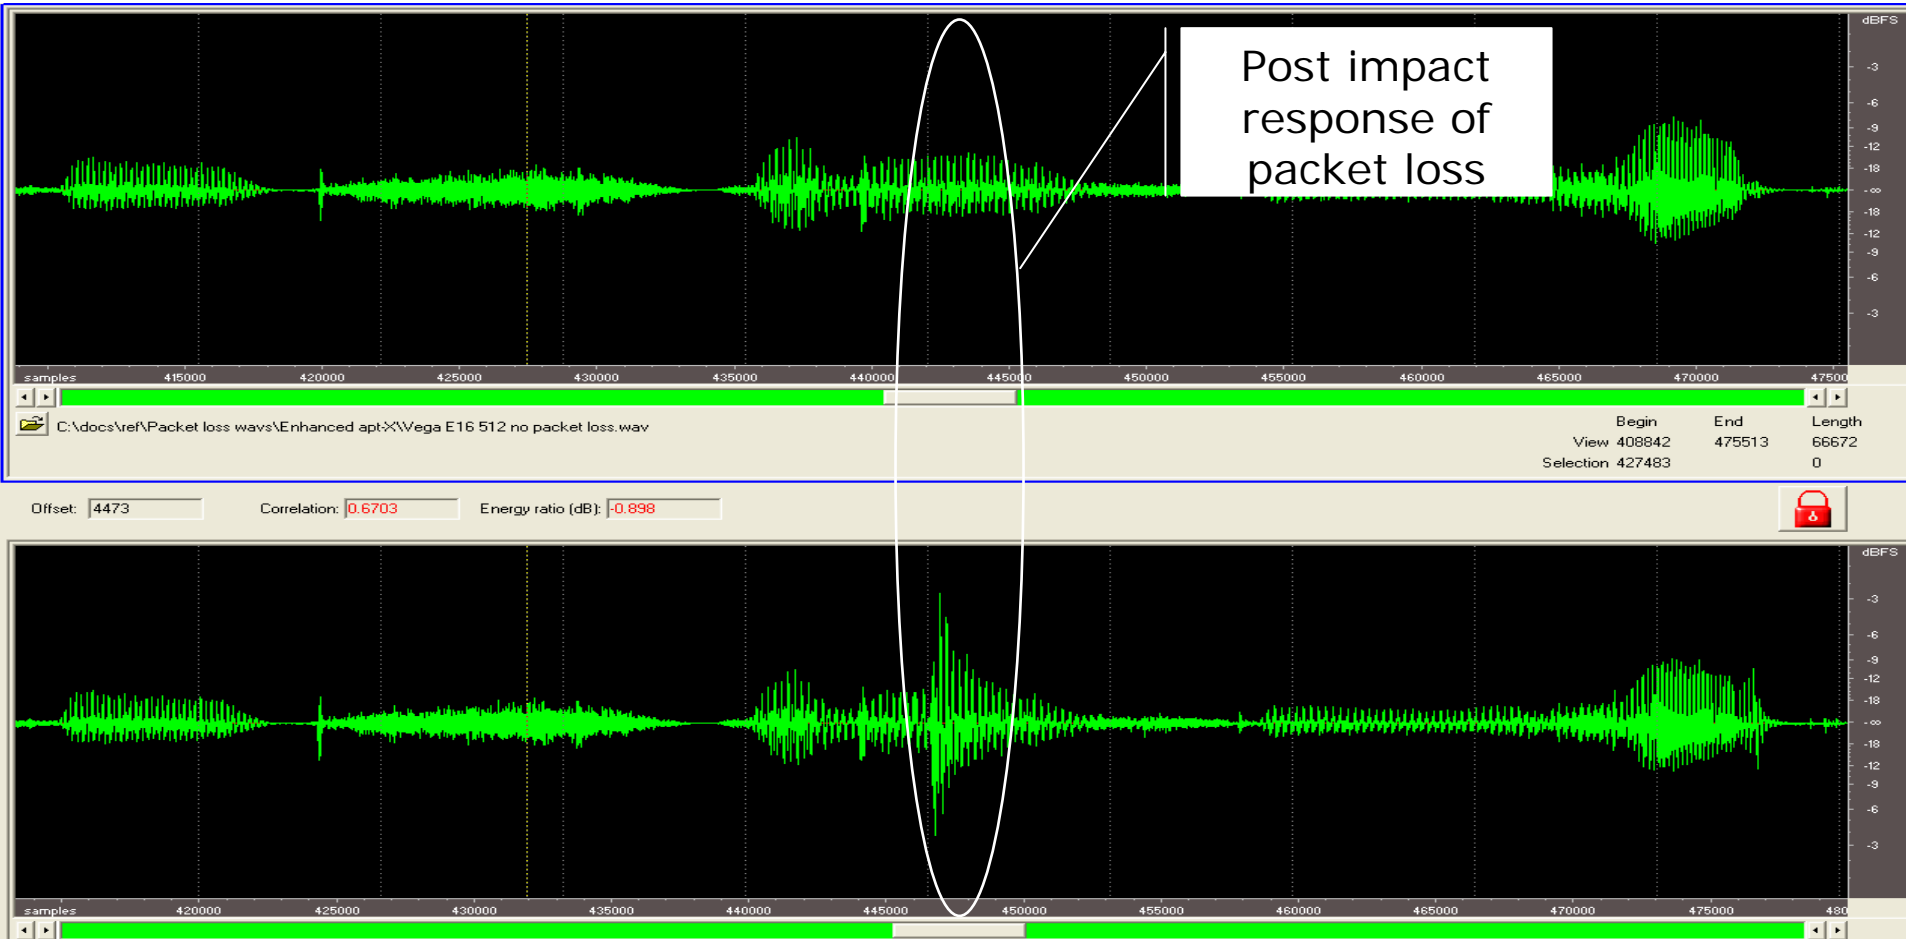 dBFS
Post impact
response of
packet loss
-3
-6
-9
-12
-18
-∞
-18
-12
-9
-6
-3
samples 415000 420000 425000 430000 435000 440000 445000 450000 455000 460000 465000 470000 47500
C:\docs\ref\Packet loss wavs\Enhanced apt-X\Vega E16 512 no packet loss.wav
Begin End Length
View 408842 475513 66672
Selection 427483 0
Offset: 4473 Correlation: 0.6703 Energy ratio (dB): -0.898
dBFS
-3
-6
-9
-12
-18
-∞
-18
-12
-9
-6
-3
samples 420000 425000 430000 435000 440000 445000 450000 455000 460000 465000 470000 475000 480